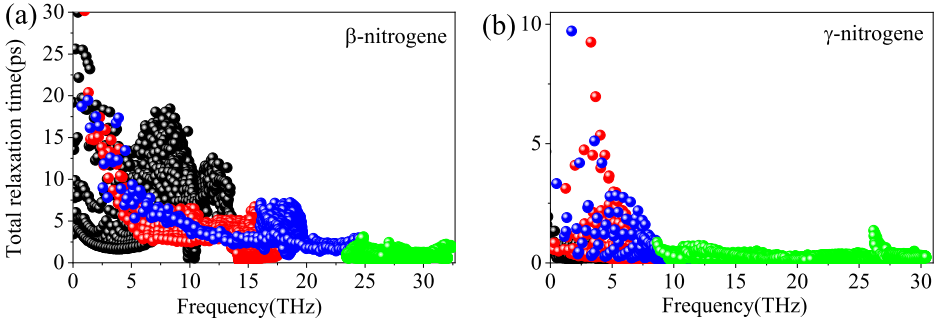 (a)
β-nitrogene
Total relaxation time(ps)
30
25
20
15
10
5
0
0 5 10 15 20 25 30
Frequency(THz)
(b)
γ-nitrogene
10
5
0
0 5 10 15 20 25 30
Frequency(THz)